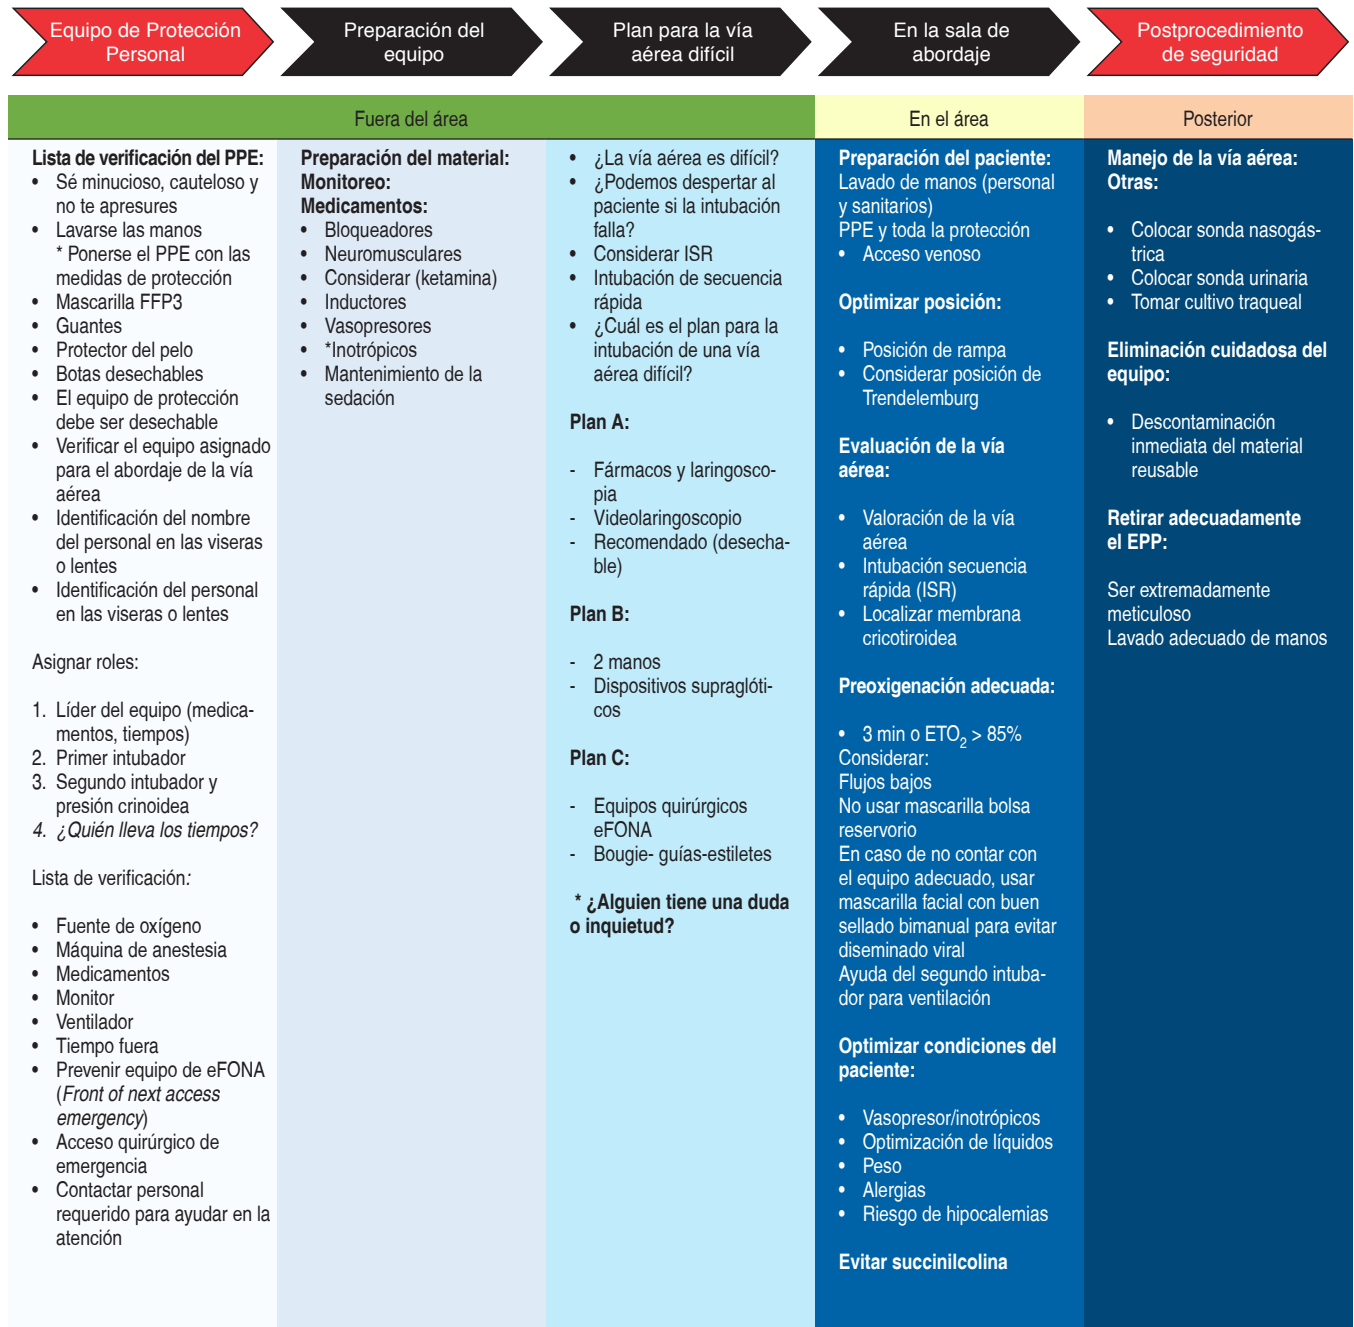 Equipo de Protección
Personal
Preparación del
equipo
Plan para la vía
aérea difícil
En la sala de
abordaje
Postprocedimiento
de seguridad
Fuera del área
En el área
Posterior
Lista de verificación del PPE:
• Sé minucioso, cauteloso y
no te apresures
• Lavarse las manos
* Ponerse el PPE con las
medidas de protección
• Mascarilla FFP3
• Guantes
• Protector del pelo
• Botas desechables
• El equipo de protección
debe ser desechable
• Verificar el equipo asignado
para el abordaje de la vía
aérea
• Identificación del nombre
del personal en las viseras
o lentes
• Identificación del personal
en las viseras o lentes
Asignar roles:
1. Líder del equipo (medica-
mentos, tiempos)
2. Primer intubador
3. Segundo intubador y
presión crinoidea
4. ¿Quién lleva los tiempos?
Lista de verificación:
• Fuente de oxígeno
• Máquina de anestesia
• Medicamentos
• Monitor
• Ventilador
• Tiempo fuera
• Prevenir equipo de eFONA
(Front of next access
emergency)
• Acceso quirúrgico de
emergencia
• Contactar personal
requerido para ayudar en la
atención
Preparación del material:
Monitoreo:
Medicamentos:
• Bloqueadores
• Neuromusculares
• Considerar (ketamina)
• Inductores
• Vasopresores
• *Inotrópicos
• Mantenimiento de la
sedación
• ¿La vía aérea es difícil?
• ¿Podemos despertar al
paciente si la intubación
falla?
• Considerar ISR
• Intubación de secuencia
rápida
• ¿Cuál es el plan para la
intubación de una vía
aérea difícil?
Plan A:
- Fármacos y laringosco-
pia
- Videolaringoscopio
- Recomendado (desecha-
ble)
Plan B:
- 2 manos
- Dispositivos supraglóti-
cos
Plan C:
- Equipos quirúrgicos
eFONA
- Bougie- guías-estiletes
* ¿Alguien tiene una duda
o inquietud?
Preparación del paciente:
Lavado de manos (personal
y sanitarios)
PPE y toda la protección
• Acceso venoso
Optimizar posición:
• Posición de rampa
• Considerar posición de
Trendelemburg
Evaluación de la vía
aérea:
• Valoración de la vía
aérea
• Intubación secuencia
rápida (ISR)
• Localizar membrana
cricotiroidea
Preoxigenación adecuada:
• 3 min o ETO2 > 85%
Considerar:
Flujos bajos
No usar mascarilla bolsa
reservorio
En caso de no contar con
el equipo adecuado, usar
mascarilla facial con buen
sellado bimanual para evitar
diseminado viral
Ayuda del segundo intuba-
dor para ventilación
Optimizar condiciones del
paciente:
• Vasopresor/inotrópicos
• Optimización de líquidos
• Peso
• Alergias
• Riesgo de hipocalemias
Evitar succinilcolina
Manejo de la vía aérea:
Otras:
• Colocar sonda nasogás-
trica
• Colocar sonda urinaria
• Tomar cultivo traqueal
Eliminación cuidadosa del
equipo:
• Descontaminación
inmediata del material
reusable
Retirar adecuadamente
el EPP:
Ser extremadamente
meticuloso
Lavado adecuado de manos